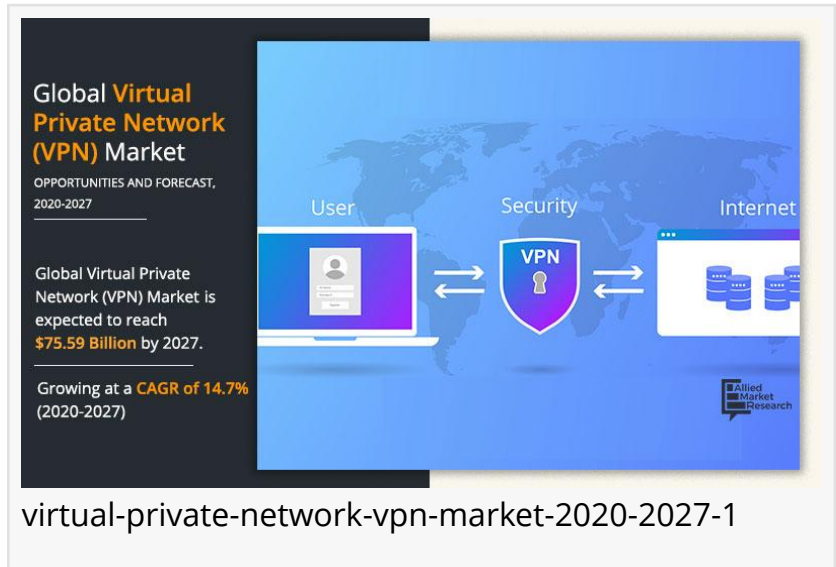 Global Virtual
Private Network
(VPN) Market
OPPORTUNITIES AND FORECAST,
2020-2027
Global Virtual Private
Network (VPN) Market is
expected to reach
$75.59 Billion by 2027.
Growing at a CAGR of 14.7%
(2020-2027)
User
Security
Internet
VPN
Allied
Market
Research
virtual-private-network-vpn-market-2020-2027-1